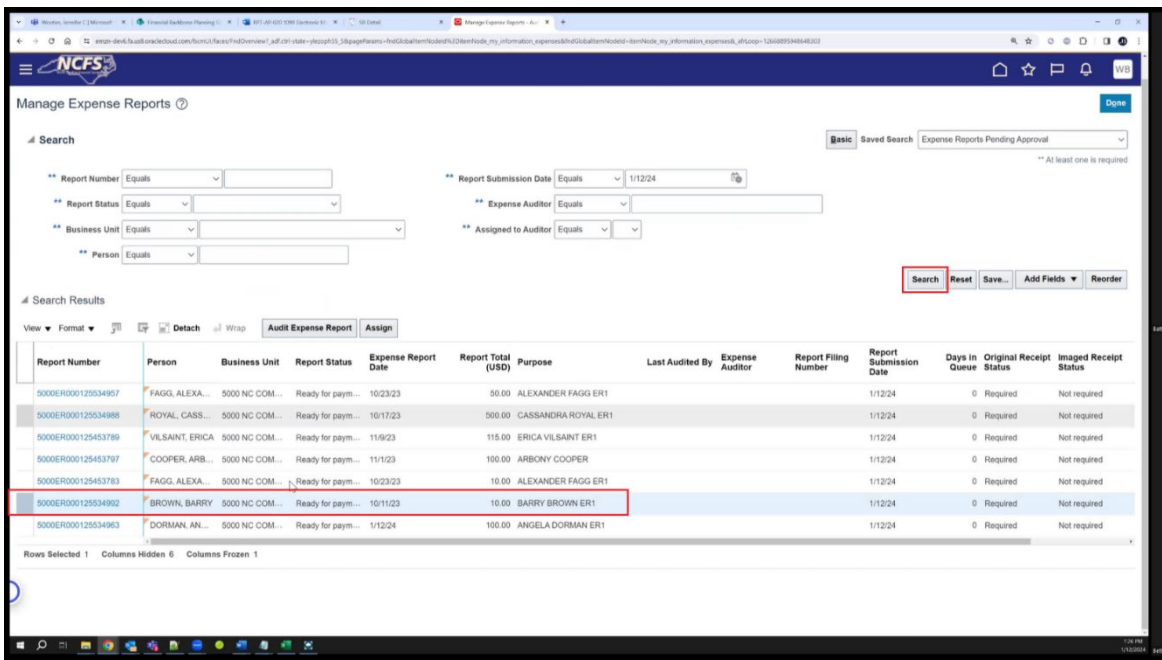 Manage Expense Reports - Aut
NCFS
WB
Manage Expense Reports
Done
Search
Basic Saved Search Expense Reports Pending Approval
** At least one is required
** Report Number Equals
** Report Submission Date Equals 1/12/24
** Report Status Equals
** Expense Auditor Equals
** Business Unit Equals
** Assigned to Auditor Equals
** Person Equals
Search Reset Save... Add Fields Reorder
Search Results
View Format Detach Wrap Audit Expense Report Assign
Report Number Person Business Unit Report Status Expense Report Date Report Total (USD) Purpose Last Audited By Expense Auditor Report Filing Number Report Submission Date Days in Queue Original Receipt Status Imaged Receipt Status
5000ER000125534957 FAGG, ALEXA... 5000 NC COM... Ready for paym... 10/23/23 50.00 ALEXANDER FAGG ER1 1/12/24 0 Required Not required
5000ER000125534988 ROYAL, CASS... 5000 NC COM... Ready for paym... 10/17/23 500.00 CASSANDRA ROYAL ER1 1/12/24 0 Required Not required
5000ER000125453789 VILSAINT, ERICA 5000 NC COM... Ready for paym... 11/9/23 115.00 ERICA VILSAINT ER1 1/12/24 0 Required Not required
5000ER000125453797 COOPER, ARB... 5000 NC COM... Ready for paym... 11/1/23 100.00 ARBONY COOPER 1/12/24 0 Required Not required
5000ER000125453783 FAGG, ALEXA... 5000 NC COM... Ready for paym... 10/23/23 10.00 ALEXANDER FAGG ER1 1/12/24 0 Required Not required
5000ER000125534992 BROWN, BARRY 5000 NC COM... Ready for paym... 10/11/23 10.00 BARRY BROWN ER1 1/12/24 0 Required Not required
5000ER000125534963 DORMAN, AN... 5000 NC COM... Ready for paym... 1/12/24 100.00 ANGELA DORMAN ER1 1/12/24 0 Required Not required
Rows Selected 1 Columns Hidden 6 Columns Frozen 1
1:26 PM
1/12/2024